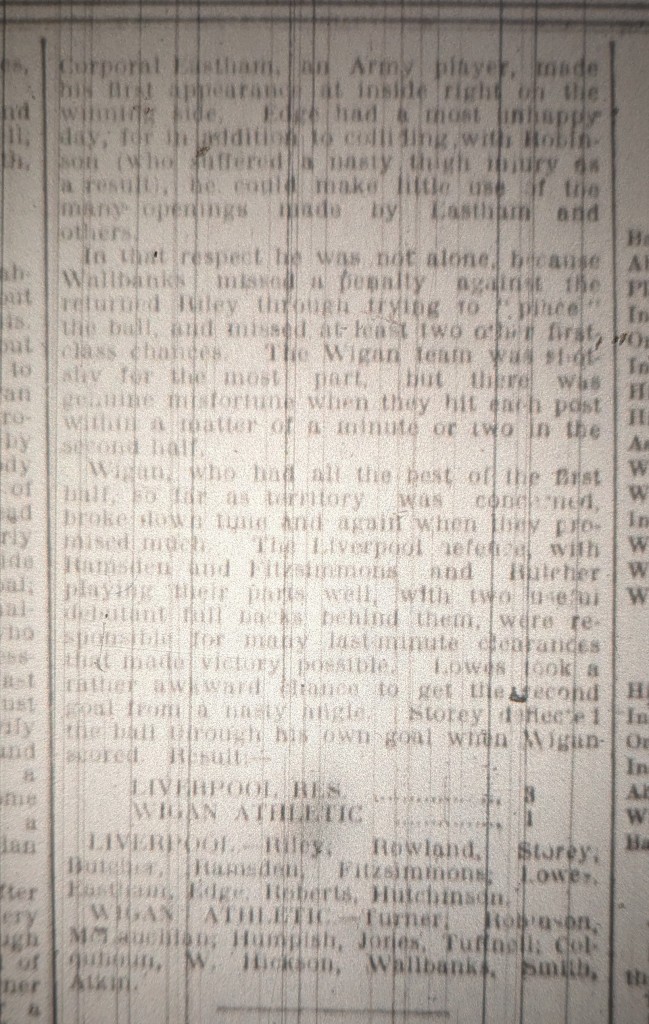 Corporal Eastham, an Army player, made
his first appearance at inside right on the
winning side. Edge had a most unhappy
day, for in addition to colliding with Robin-
son (who suffered a nasty thigh injury as
a result), he could make little use of the
many openings made by Eastham and
others.
In that respect he was not alone, because
Wallbanks missed a penalty against the
returned Riley through trying to "place"
the ball, and missed at least two other first-
class chances. The Wigan team was shot-
shy for the most part, but there was
genuine misfortune when they hit each post
within a matter of a minute or two in the
second half.
Wigan, who had all the best of the first
half, so far as territory was concerned,
broke down time and again when they pro-
mised much. The Liverpool defence, with
Ramsden and Fitzsimmons and Butcher
playing their parts well, with two useful
debutant full backs behind them, were re-
sponsible for many last-minute clearances
that made victory possible. Lowes took a
rather awkward chance to get the second
goal from a nasty angle. Storey deflected
the ball through his own goal when Wigan
scored. Result:—
LIVERPOOL RES. .......... 3
WIGAN ATHLETIC .......... 1
LIVERPOOL.—Riley, Rowland, Storey,
Butcher, Ramsden, Fitzsimmons, Lowes,
Eastham, Edge, Roberts, Hutchinson.
WIGAN ATHLETIC.—Turner; Robinson,
McLauchlan; Humpish, Jones, Tuffnell; Col-
quhoun, W. Hickson, Wallbanks, Smith,
Atkin.